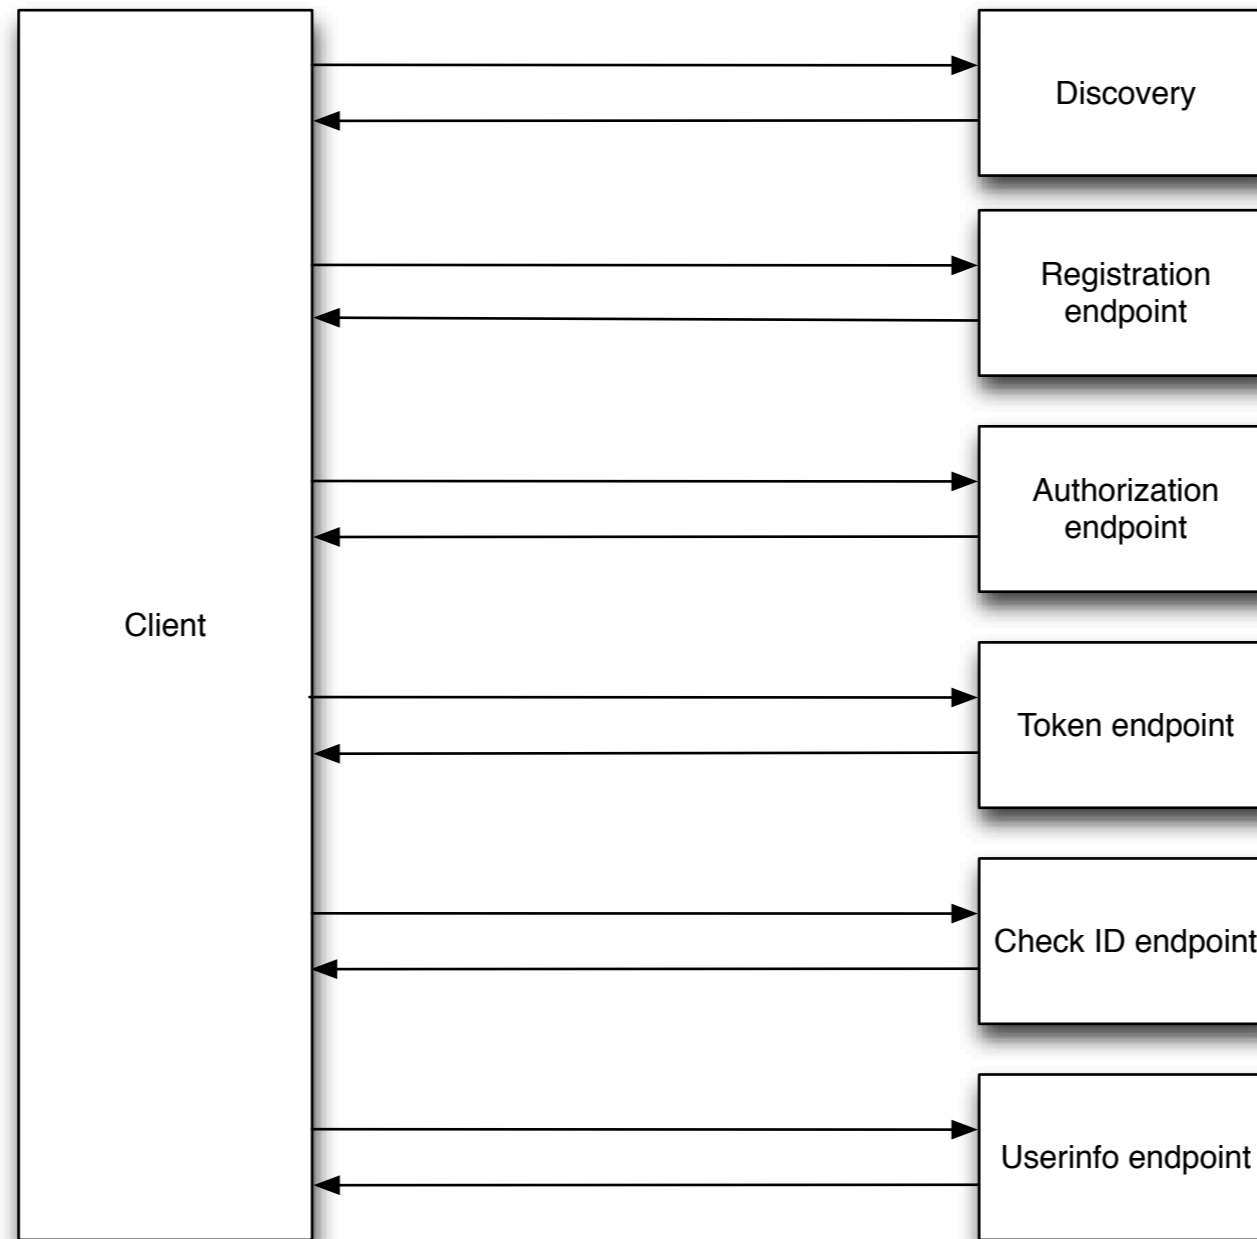 Discovery
Registration
endpoint
Authorization
endpoint
Client
Token endpoint
Check ID endpoint
Userinfo endpoint